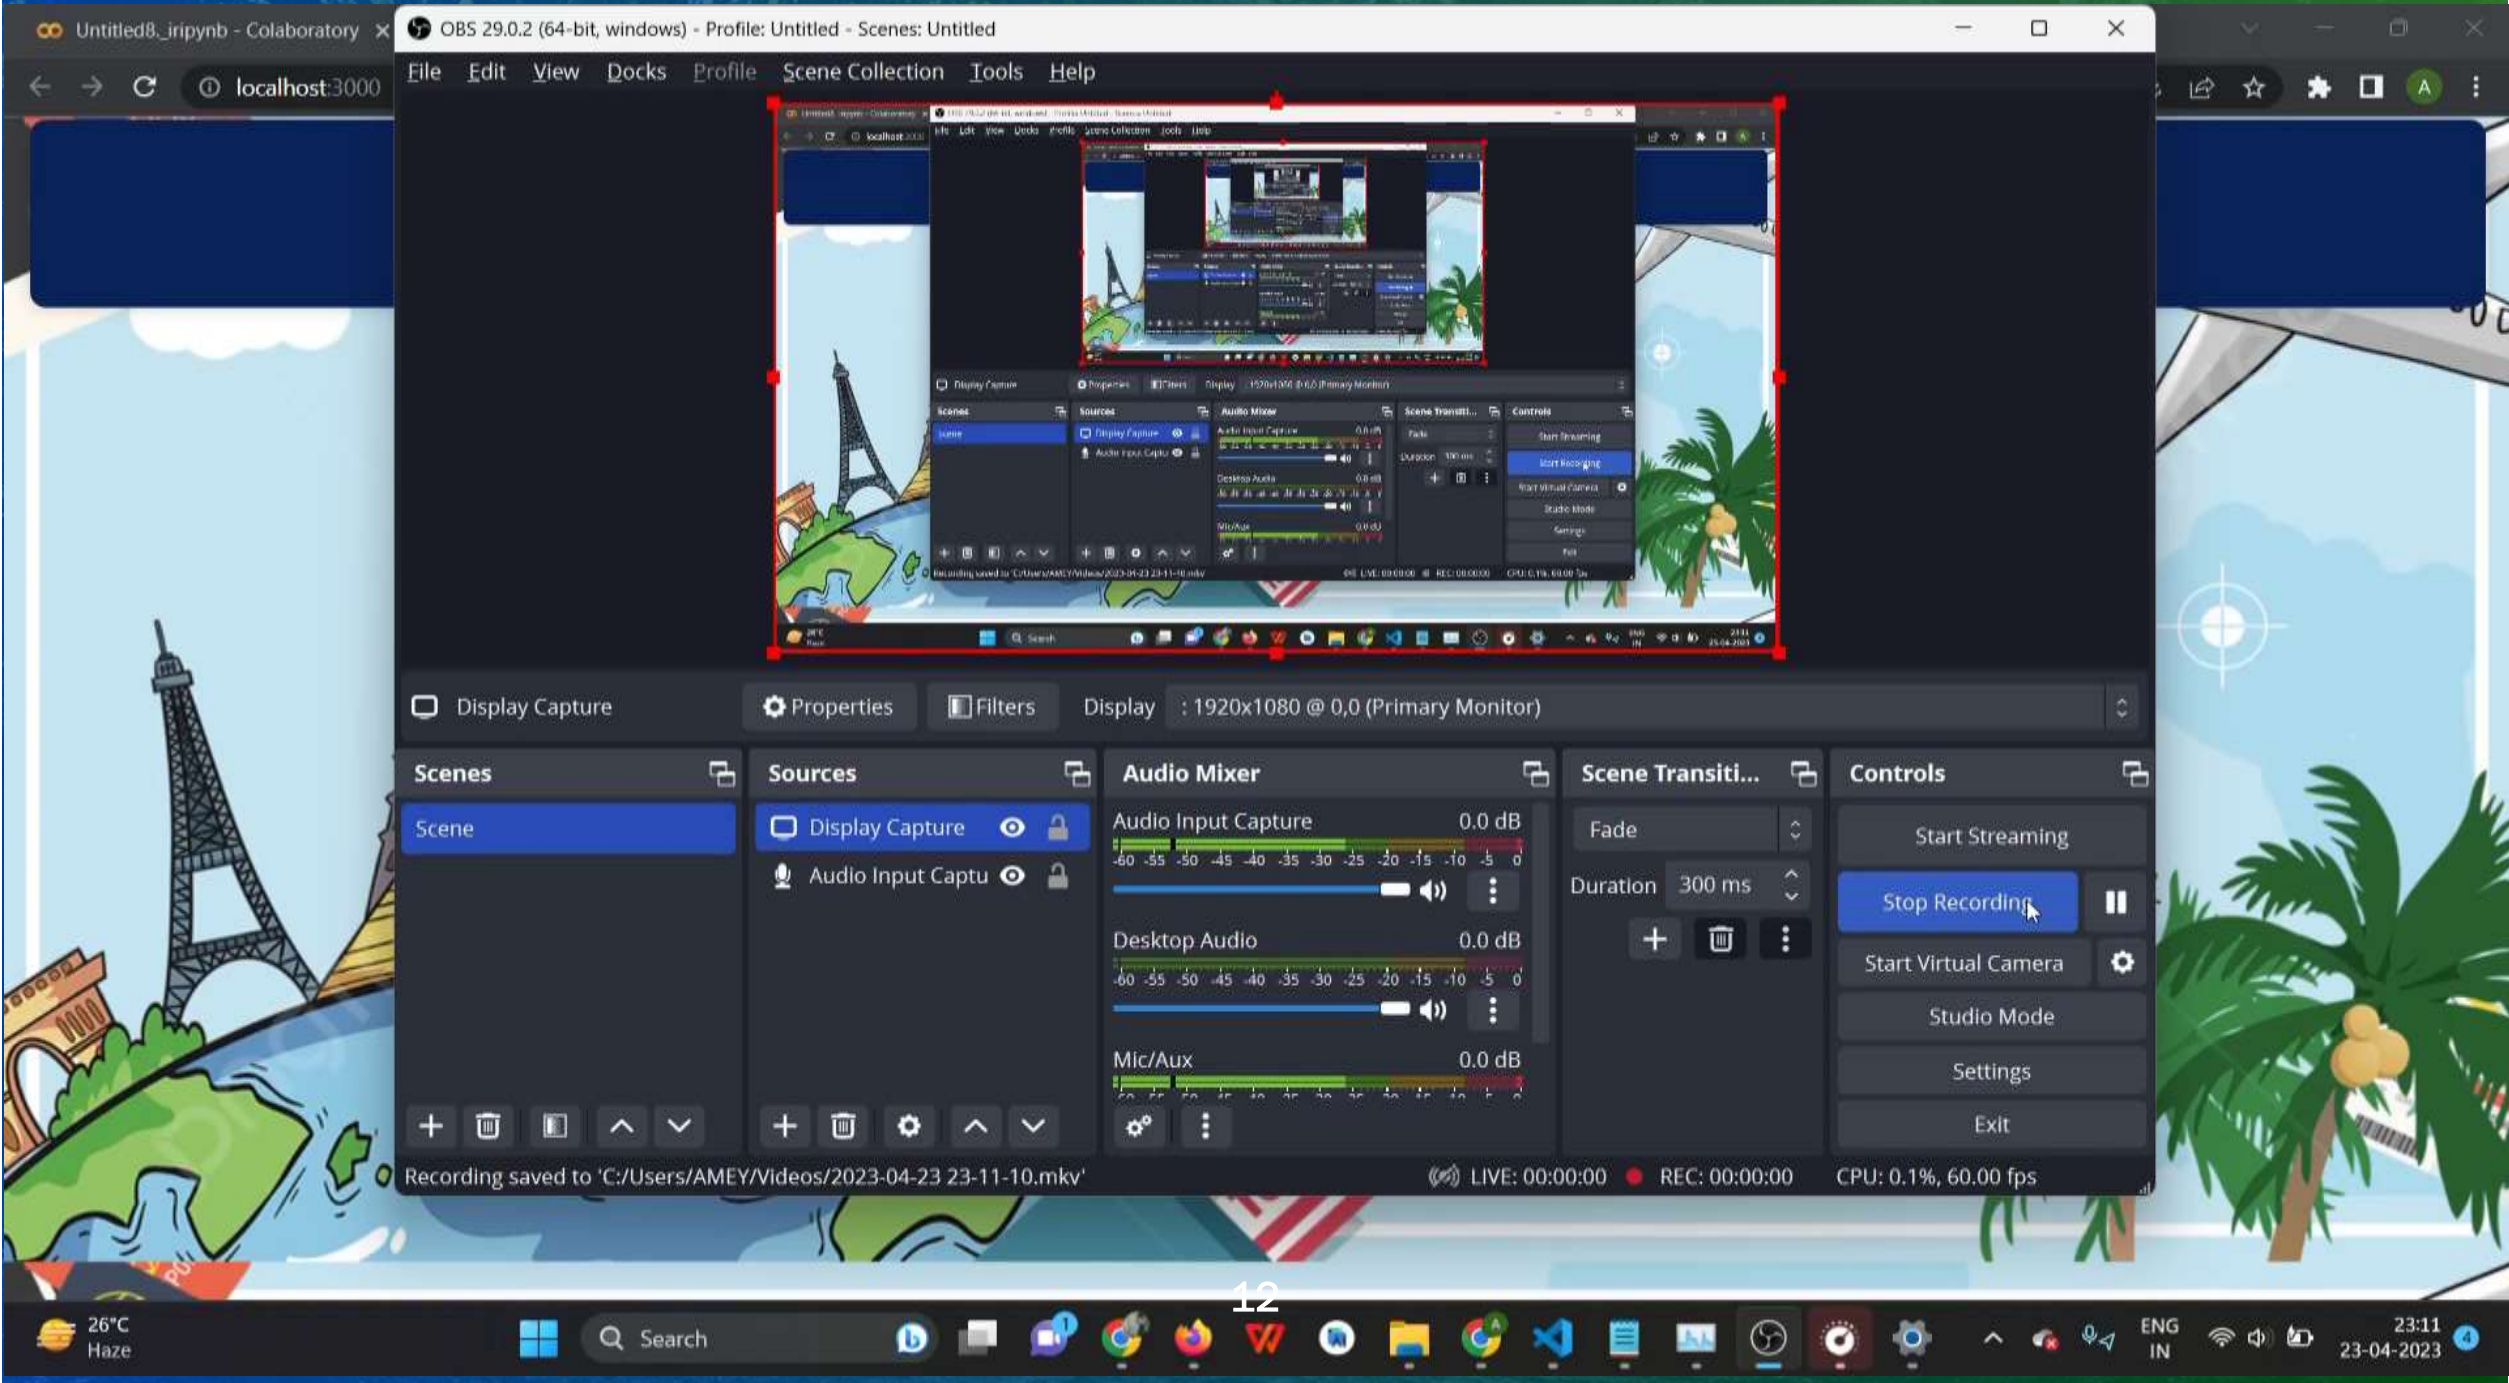 Untitled8._iripynb - Colaboratory
OBS 29.0.2 (64-bit, windows) - Profile: Untitled - Scenes: Untitled
File Edit View Docks Profile Scene Collection Tools Help
localhost:3000
A
Display Capture Properties Filters Display : 1920x1080 @ 0,0 (Primary Monitor)
Scenes
Scene
Sources
Display Capture
Audio Input Captu
Audio Mixer
Audio Input Capture 0.0 dB
-60 -55 -50 -45 -40 -35 -30 -25 -20 -15 -10 -5 0
Desktop Audio 0.0 dB
-60 -55 -50 -45 -40 -35 -30 -25 -20 -15 -10 -5 0
Mic/Aux 0.0 dB
Scene Transiti...
Fade
Duration 300 ms
Controls
Start Streaming
Stop Recording
Start Virtual Camera
Studio Mode
Settings
Exit
Recording saved to 'C:/Users/AMEY/Videos/2023-04-23 23-11-10.mkv' LIVE: 00:00:00 REC: 00:00:00 CPU: 0.1%, 60.00 fps
12
26°C
Haze
Search
1
ENG
IN
23:11
23-04-2023
4